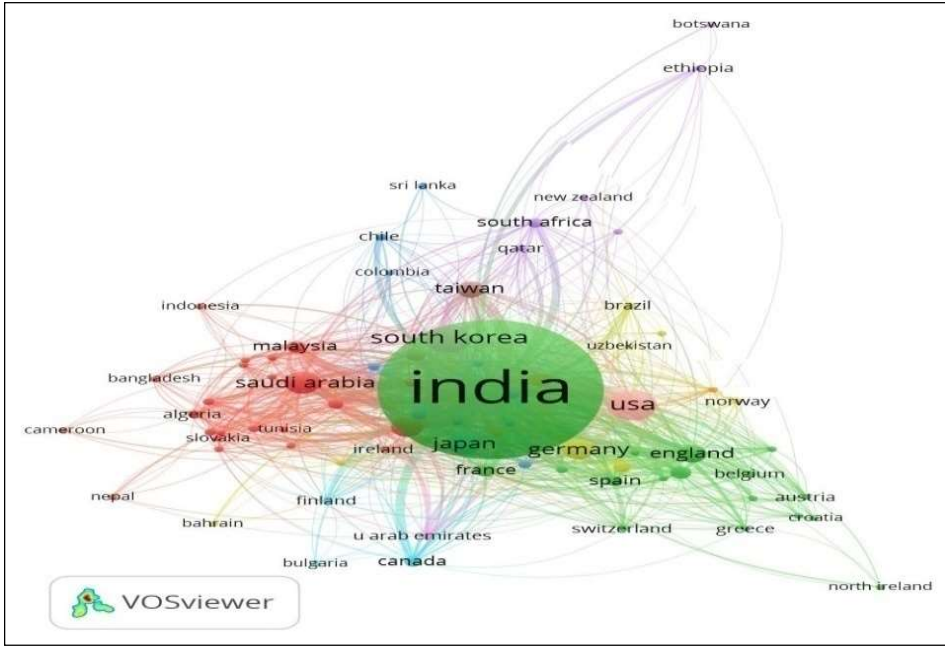 botswana
ethiopia
sri lanka
new zealand
south africa
chile
qatar
colombia
taiwan
indonesia
brazil
south korea
uzbekistan
malaysia
bangladesh
saudi arabia
india
usa
norway
algeria
cameroon
tunisia
slovakia
japan
ireland
germany
england
france
belgium
spain
nepal
finland
austria
bahrain
croatia
switzerland
greece
u arab emirates
bulgaria
canada
north ireland
VOSviewer